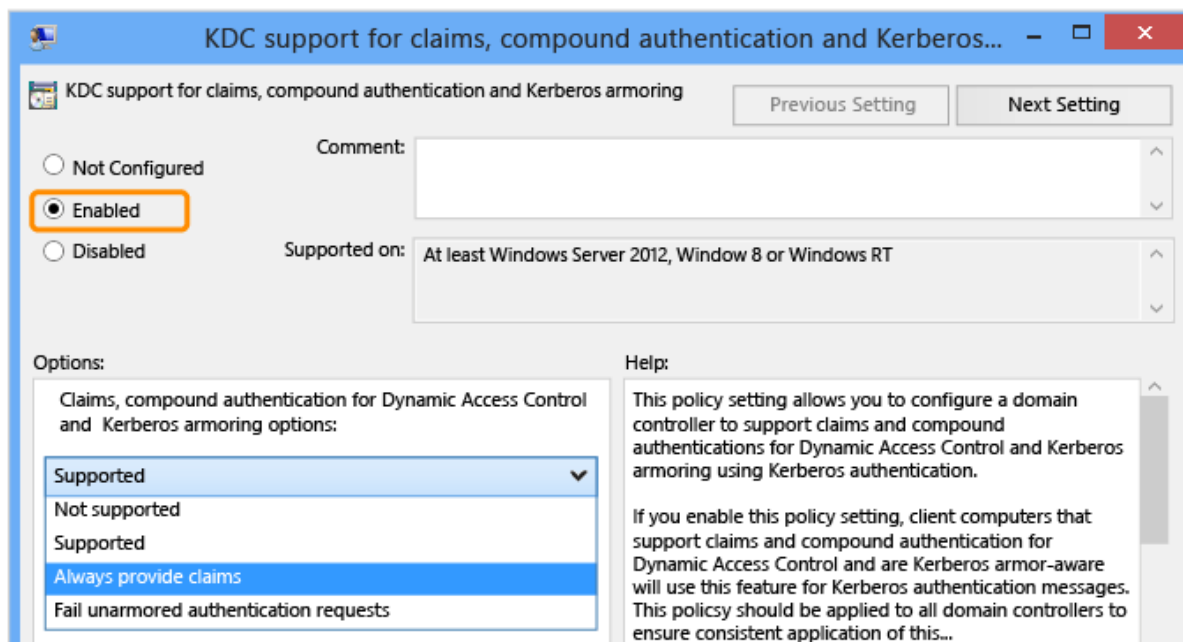 KDC support for claims, compound authentication and Kerberos...
KDC support for claims, compound authentication and Kerberos armoring
Previous Setting
Next Setting
Comment:
Not Configured
Enabled
Disabled
Supported on:
At least Windows Server 2012, Window 8 or Windows RT
Options:
Claims, compound authentication for Dynamic Access Control
and Kerberos armoring options:
Supported
Not supported
Supported
Always provide claims
Fail unarmored authentication requests
Help:
This policy setting allows you to configure a domain
controller to support claims and compound
authentications for Dynamic Access Control and Kerberos
armoring using Kerberos authentication.
If you enable this policy setting, client computers that
support claims and compound authentication for
Dynamic Access Control and are Kerberos armor-aware
will use this feature for Kerberos authentication messages.
This policsy should be applied to all domain controllers to
ensure consistent application of this...